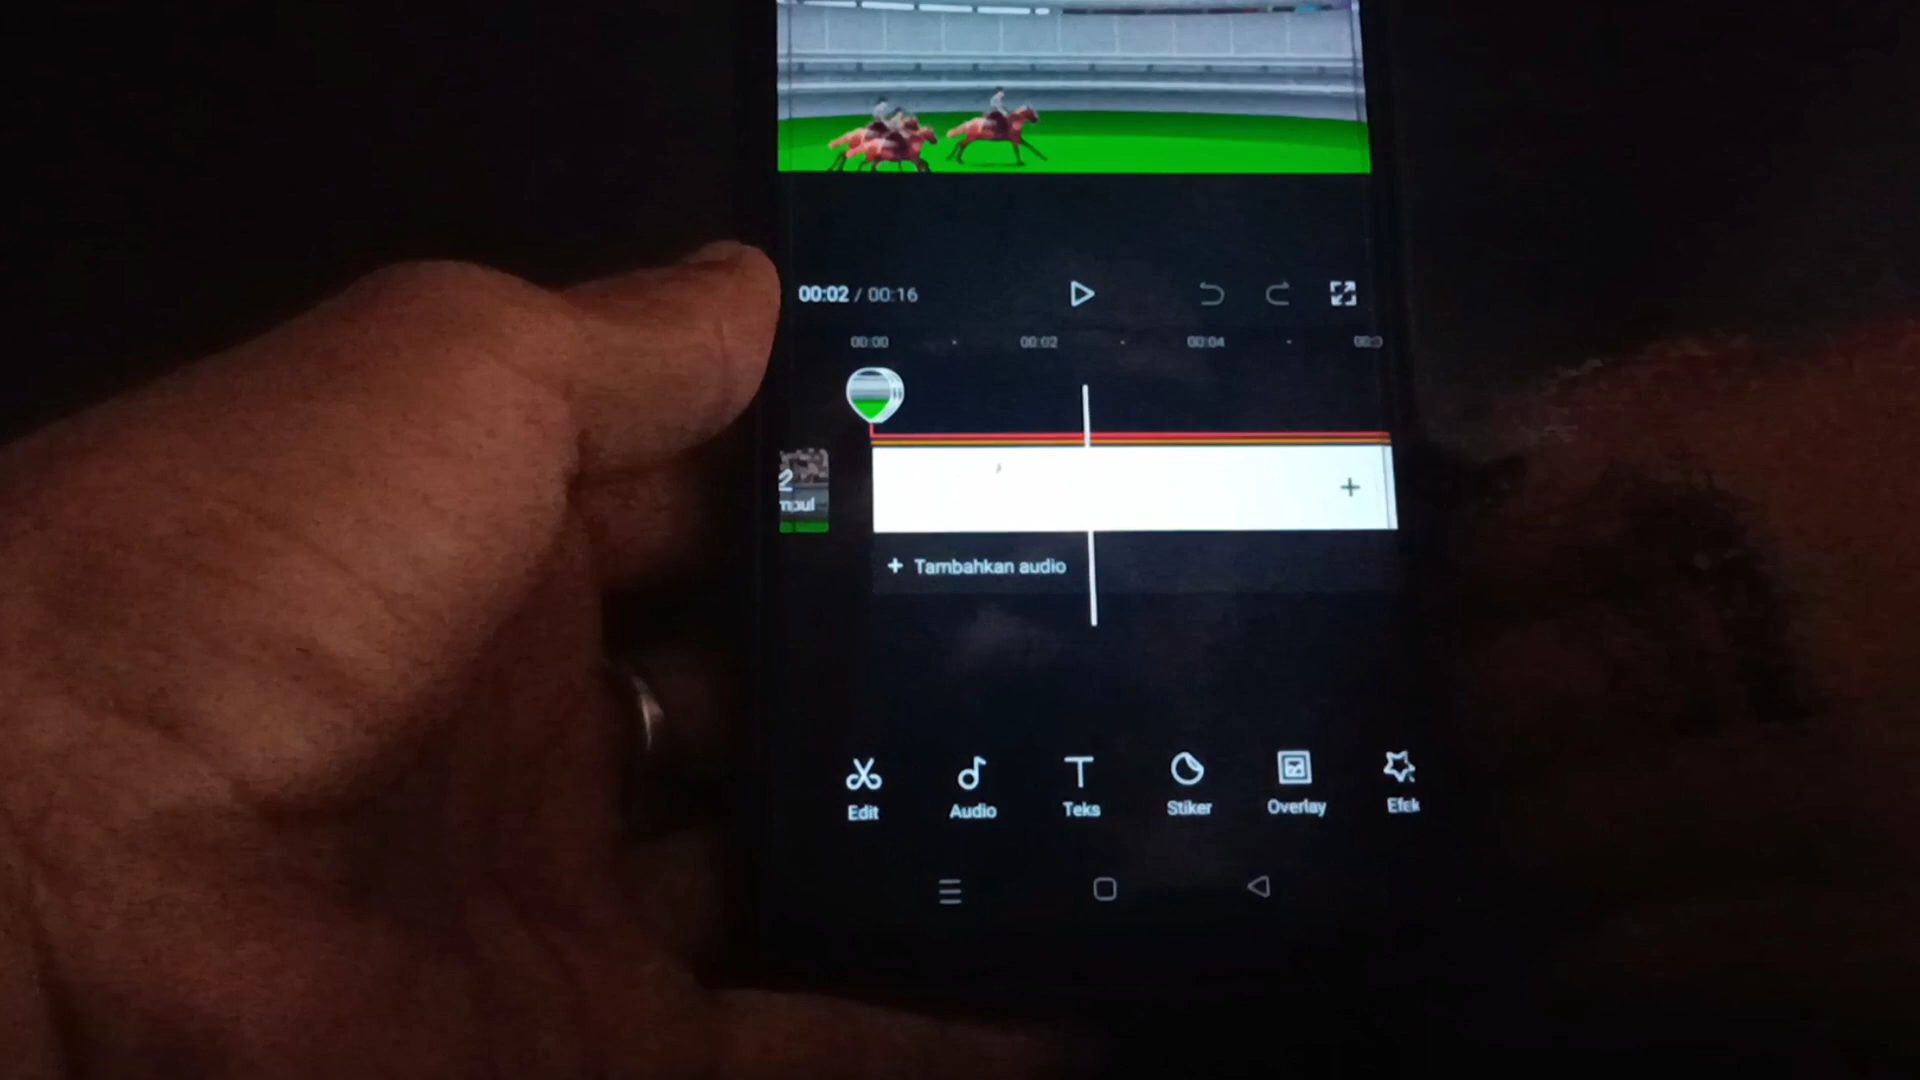 00:02 / 00:16
00:00 00:02 00:04
+ Tambahkan audio
Edit Audio Teks Stiker Overlay Efek